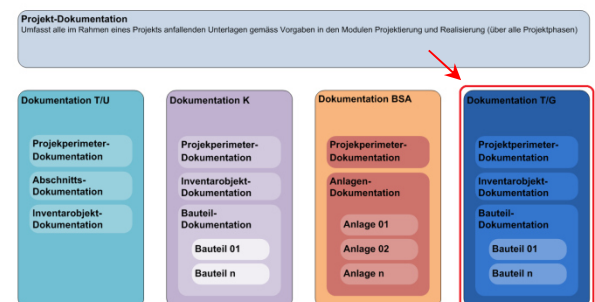 Projekt-Dokumentation
Umfasst alle im Rahmen eines Projekts anfallenden Unterlagen gemäss Vorgaben in den Modulen Projektierung und Realisierung (über alle Projektphasen)
Dokumentation T/U
Projekperimeter-
Dokumentation
Abschnitts-
Dokumentation
Inventarobjekt-
Dokumentation
Dokumentation K
Projekperimeter-
Dokumentation
Inventarobjekt-
Dokumentation
Bauteil-
Dokumentation
Bauteil 01
Bauteil n
Dokumentation BSA
Projekperimeter-
Dokumentation
Anlagen-
Dokumentation
Anlage 01
Anlage 02
Anlage n
Dokumentation T/G
Projektperimeter-
Dokumentation
Inventarobjekt-
Dokumentation
Bauteil-
Dokumentation
Bauteil 01
Bauteil n